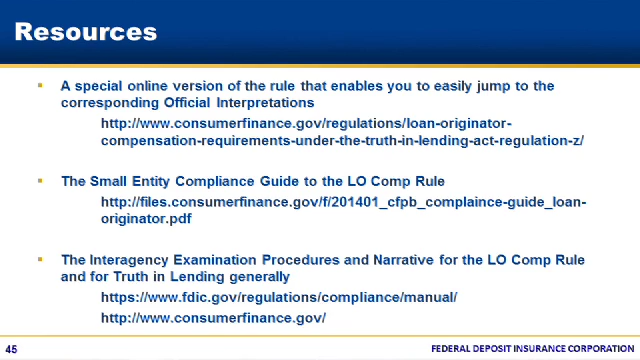 Resources
▪ A special online version of the rule that enables you to easily jump to the
corresponding Official Interpretations
http://www.consumerfinance.gov/regulations/loan-originator-
compensation-requirements-under-the-truth-in-lending-act-regulation-z/
▪ The Small Entity Compliance Guide to the LO Comp Rule
http://files.consumerfinance.gov/f/201401_cfpb_complaince-guide_loan-
originator.pdf
▪ The Interagency Examination Procedures and Narrative for the LO Comp Rule
and for Truth in Lending generally
https://www.fdic.gov/regulations/compliance/manual/
http://www.consumerfinance.gov/
45
FEDERAL DEPOSIT INSURANCE CORPORATION